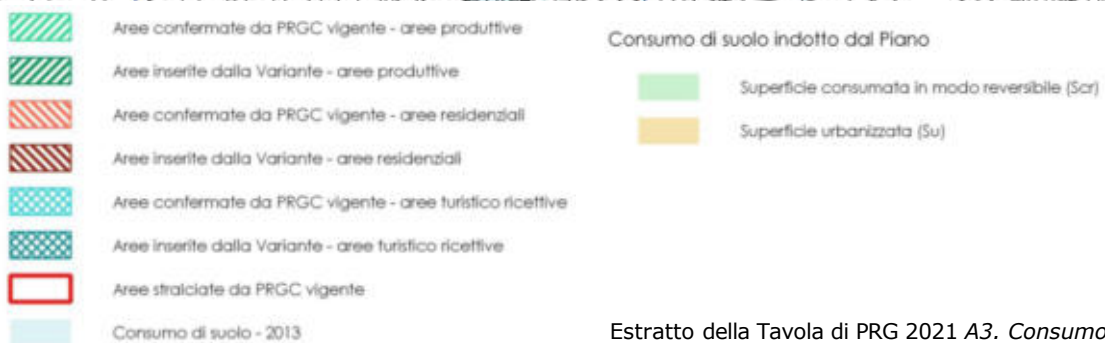 Aree confermate da PRGC vigente - aree produttive
Aree inserite dalla Variante - aree produttive
Aree confermate da PRGC vigente - aree residenziali
Aree inserite dalla Variante - aree residenziali
Aree confermate da PRGC vigente - aree turistico ricettive
Aree inserite dalla Variante - aree turistico ricettive
Aree stralciate da PRGC vigente
Consumo di suolo - 2013
Consumo di suolo indotto dal Piano
Superficie consumata in modo reversibile (Scr)
Superficie urbanizzata (Su)
Estratto della Tavola di PRG 2021 A3. Consumo